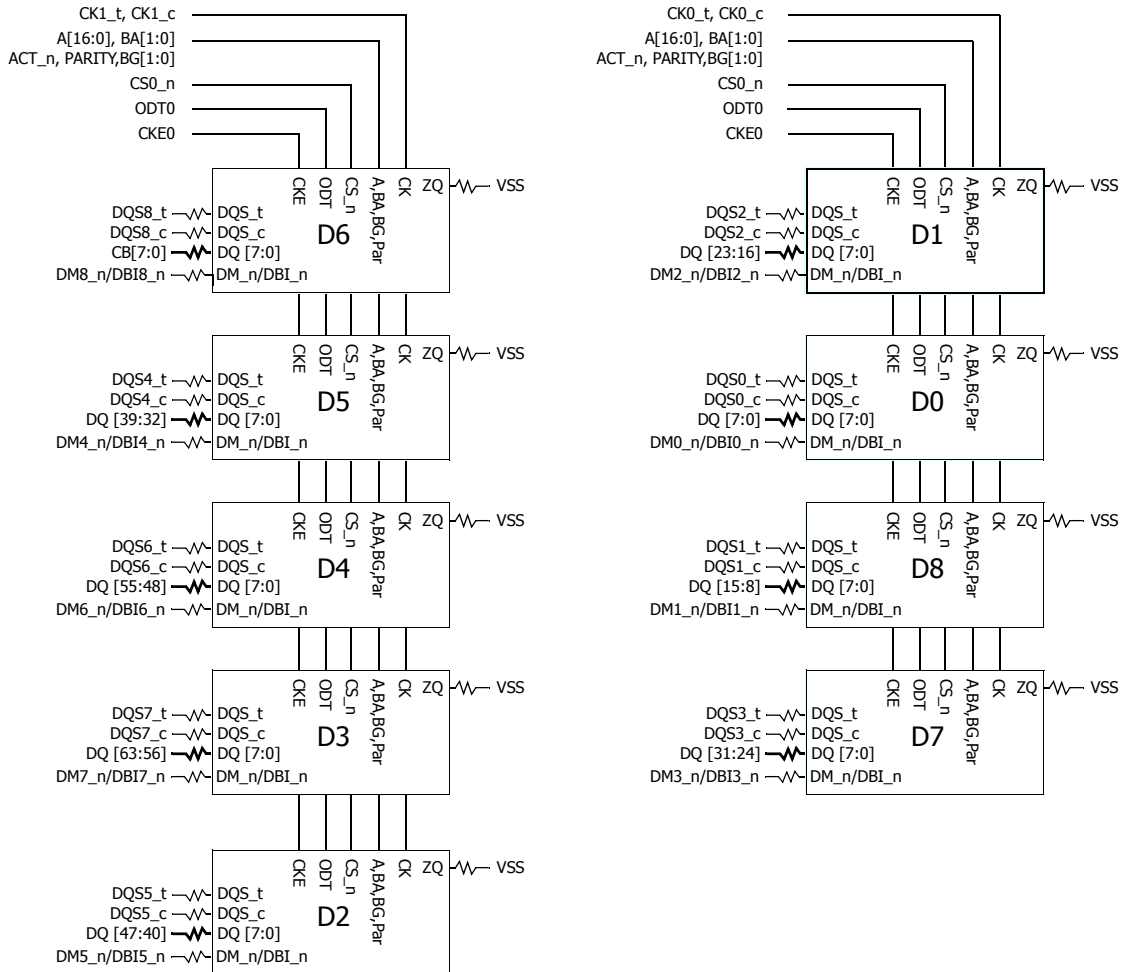 CK1_t, CK1_c
A[16:0], BA[1:0]
ACT_n, PARITY,BG[1:0]
CS0_n
ODT0
CKE0
CKE
ODT
CS_n
A,BA,BG,Par
CK
ZQ
VSS
DQS8_t
DQS_t
DQS8_c
DQS_c
D6
CB[7:0]
DQ [7:0]
DM8_n/DBI8_n
DM_n/DBI_n
CKE
ODT
CS_n
A,BA,BG,Par
CK
ZQ
VSS
DQS4_t
DQS_t
DQS4_c
DQS_c
D5
DQ [39:32]
DQ [7:0]
DM4_n/DBI4_n
DM_n/DBI_n
CKE
ODT
CS_n
A,BA,BG,Par
CK
ZQ
VSS
DQS6_t
DQS_t
DQS6_c
DQS_c
D4
DQ [55:48]
DQ [7:0]
DM6_n/DBI6_n
DM_n/DBI_n
CKE
ODT
CS_n
A,BA,BG,Par
CK
ZQ
VSS
DQS7_t
DQS_t
DQS7_c
DQS_c
D3
DQ [63:56]
DQ [7:0]
DM7_n/DBI7_n
DM_n/DBI_n
CKE
ODT
CS_n
A,BA,BG,Par
CK
ZQ
VSS
DQS5_t
DQS_t
DQS5_c
DQS_c
D2
DQ [47:40]
DQ [7:0]
DM5_n/DBI5_n
DM_n/DBI_n
CK0_t, CK0_c
A[16:0], BA[1:0]
ACT_n, PARITY,BG[1:0]
CS0_n
ODT0
CKE0
CKE
ODT
CS_n
A,BA,BG,Par
CK
ZQ
VSS
DQS2_t
DQS_t
DQS2_c
DQS_c
D1
DQ [23:16]
DQ [7:0]
DM2_n/DBI2_n
DM_n/DBI_n
CKE
ODT
CS_n
A,BA,BG,Par
CK
ZQ
VSS
DQS0_t
DQS_t
DQS0_c
DQS_c
D0
DQ [7:0]
DQ [7:0]
DM0_n/DBI0_n
DM_n/DBI_n
CKE
ODT
CS_n
A,BA,BG,Par
CK
ZQ
VSS
DQS1_t
DQS_t
DQS1_c
DQS_c
D8
DQ [15:8]
DQ [7:0]
DM1_n/DBI1_n
DM_n/DBI_n
CKE
ODT
CS_n
A,BA,BG,Par
CK
ZQ
VSS
DQS3_t
DQS_t
DQS3_c
DQS_c
D7
DQ [31:24]
DQ [7:0]
DM3_n/DBI3_n
DM_n/DBI_n